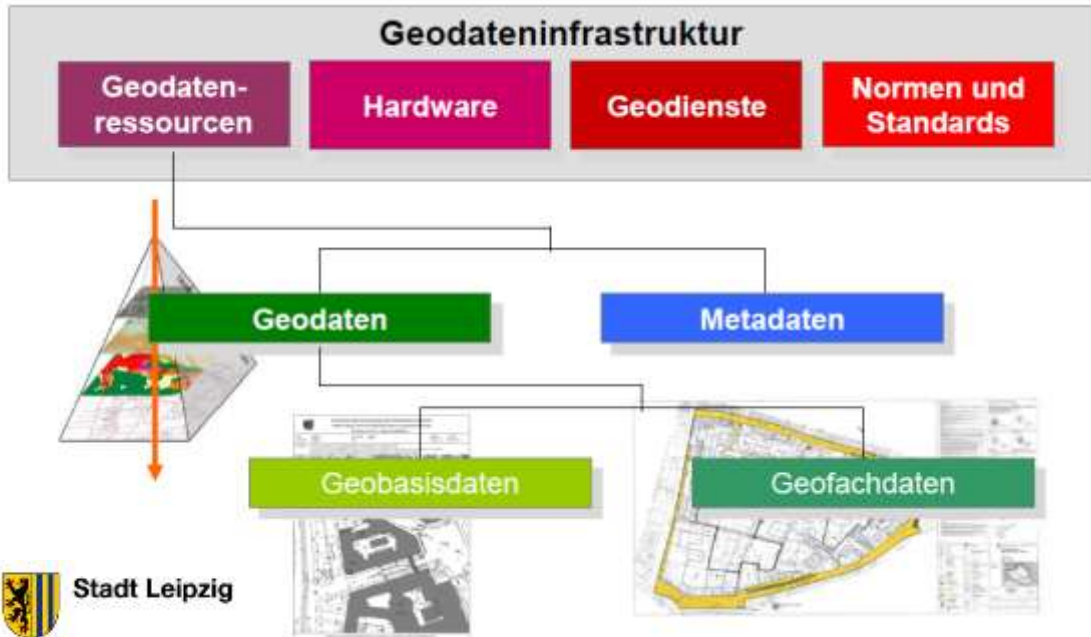 Geodateninfrastruktur
Geodaten-
ressourcen
Hardware
Geodienste
Normen und
Standards
Geodaten
Metadaten
Geobasisdaten
Geofachdaten
Stadt Leipzig